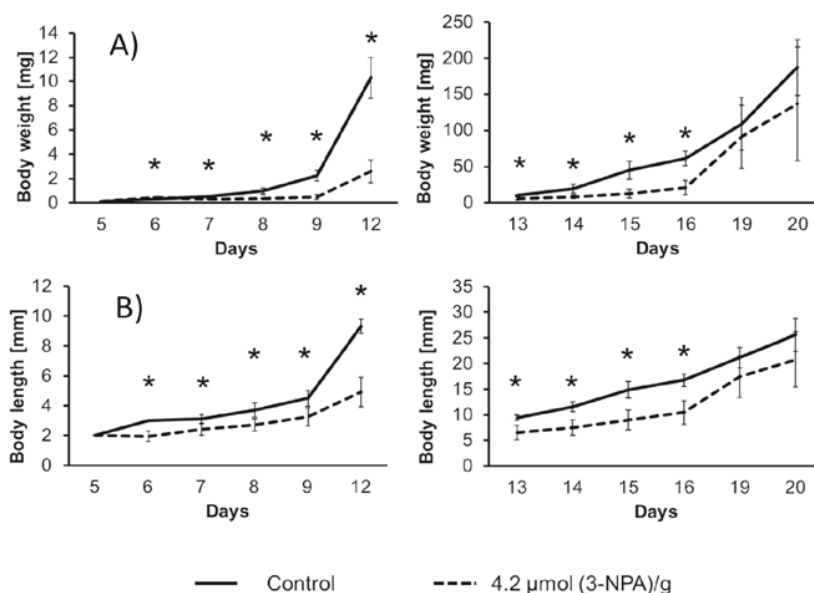 A)
Body weight [mg]
12
10
8
6
4
2
0
* * * * *
5 6 7 8 9 12
Days
Body weight [mg]
250
200
150
100
50
0
* * * *
13 14 15 16 19 20
Days
B)
Body length [mm]
12
10
8
6
4
2
0
* * * * *
5 6 7 8 9 12
Days
Body length [mm]
35
30
25
20
15
10
5
0
* * * *
13 14 15 16 19 20
Days
Control
4.2 μmol (3-NPA)/g